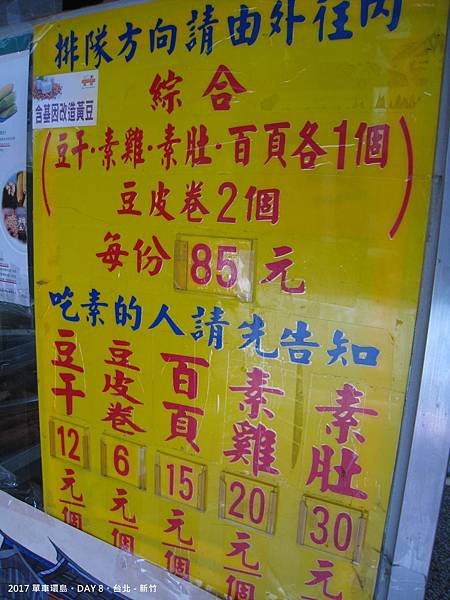 排隊方向請由外往內
綜合
含基因改造黃豆
(豆干·素雞·素肚·百頁各1個
豆皮卷2個)
每份85元
吃素的人請先告知
豆干 12 元個
豆皮卷 6 元個
百頁 15 元個
素雞 20 元個
素肚 30 元個
2017 單車環島·DAY 8·台北-新竹